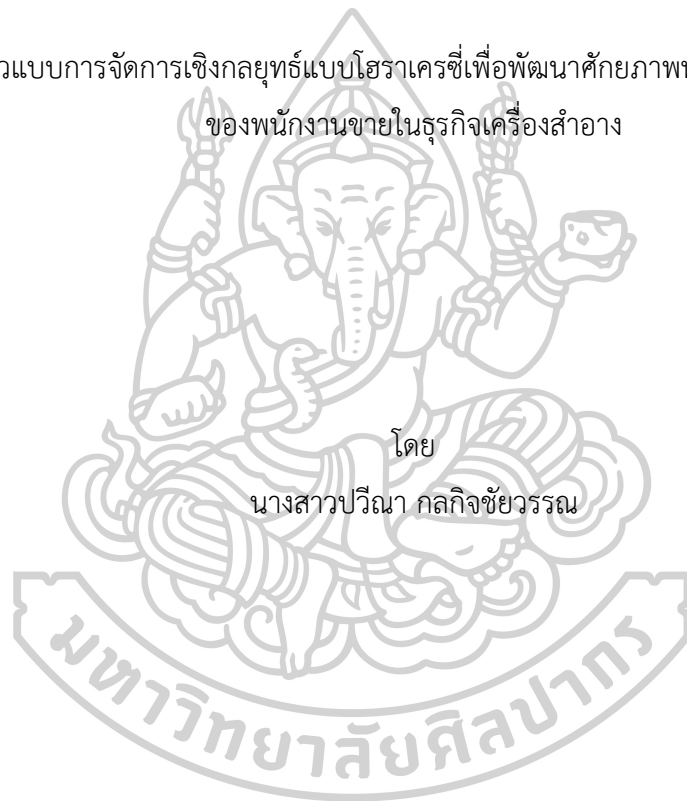 วแบบการจัดการเชิงกลยุทธ์แบบโฮราเครซี่เพื่อพัฒนาศักยภาพ
ของพนักงานขายในธุรกิจเครื่องสำอาง
โดย
นางสาวปวีณา กลกิจชัยวรรณ
มหาวิทยาลัยศิลปากร